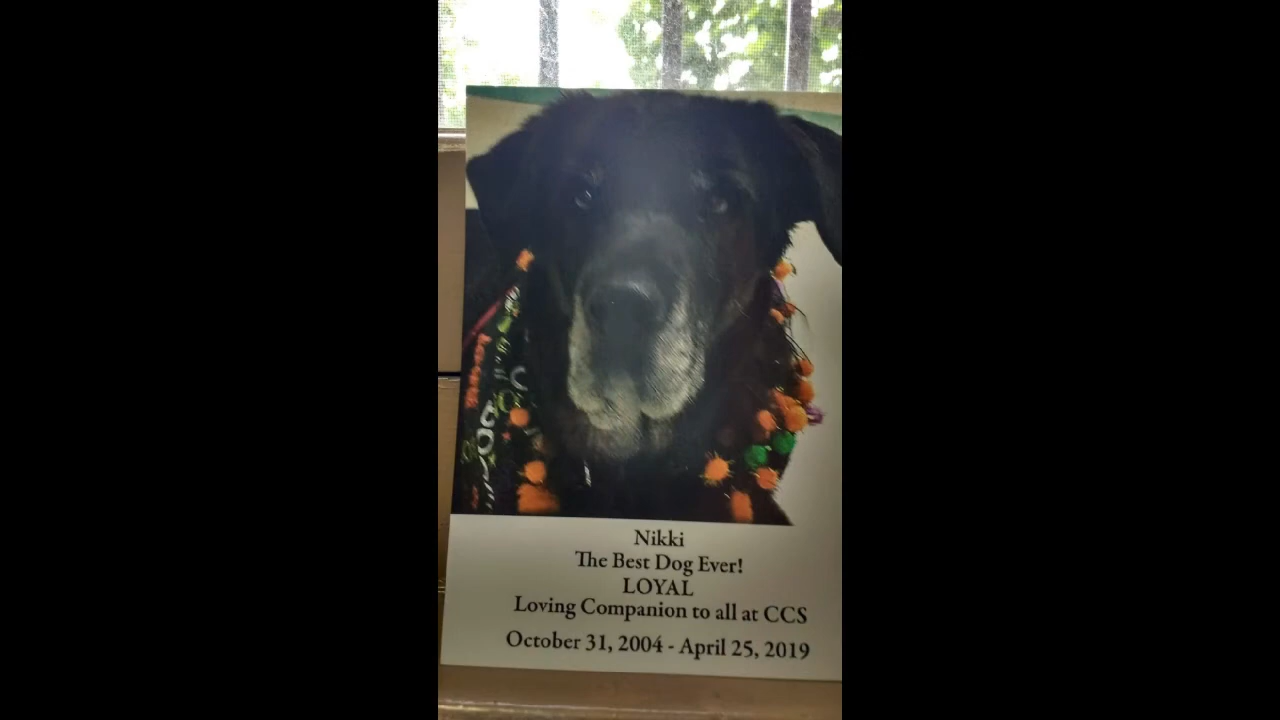 Nikki
The Best Dog Ever!
LOYAL
Loving Companion to all at CCS
October 31, 2004 - April 25, 2019